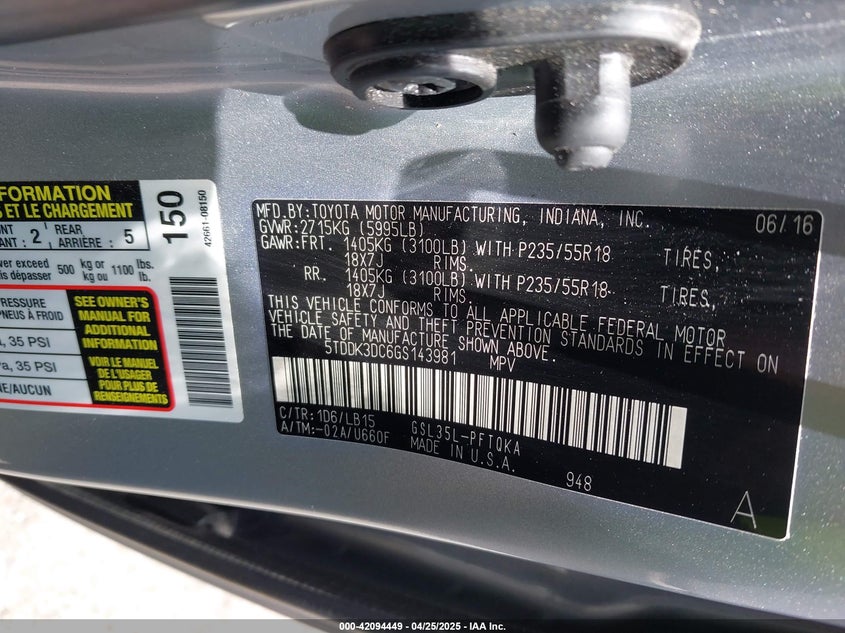 FORMATION
S ET LE CHARGEMENT
NT
ANT : 2
REAR
ARRIÈRE : 5
150
42661-08150
ver exceed
is dépasser 500 kg or
kg ou 1100 lbs.
lb.
PRESSURE
PNEUS À FROID
a, 35 PSI
a, 35 PSI
NE/AUCUN
SEE OWNER'S
MANUAL FOR
ADDITIONAL
INFORMATION
VOIR LE MANUEL
DE L'USAGER
POUR PLUS DE
RENSEIGNEMENTS
MFD.BY:TOYOTA MOTOR MANUFACTURING, INDIANA, INC. 06/16
GVWR:2715KG (5995LB)
GAWR:FRT. 1405KG (3100LB) WITH P235/55R18 TIRES,
18X7J RIMS.
RR. 1405KG (3100LB) WITH P235/55R18 TIRES,
18X7J RIMS.
THIS VEHICLE CONFORMS TO ALL APPLICABLE FEDERAL MOTOR
VEHICLE SAFETY AND THEFT PREVENTION STANDARDS IN EFFECT ON
THE DATE OF MANUFACTURE SHOWN ABOVE.
5TDDK3DC6GS143981 MPV
C/TR:1D6/LB15 GSL35L-PFTQKA
A/TM:-02A/U660F MADE IN U.S.A.
948
A
000-42094449 - 04/25/2025 - IAA Inc.